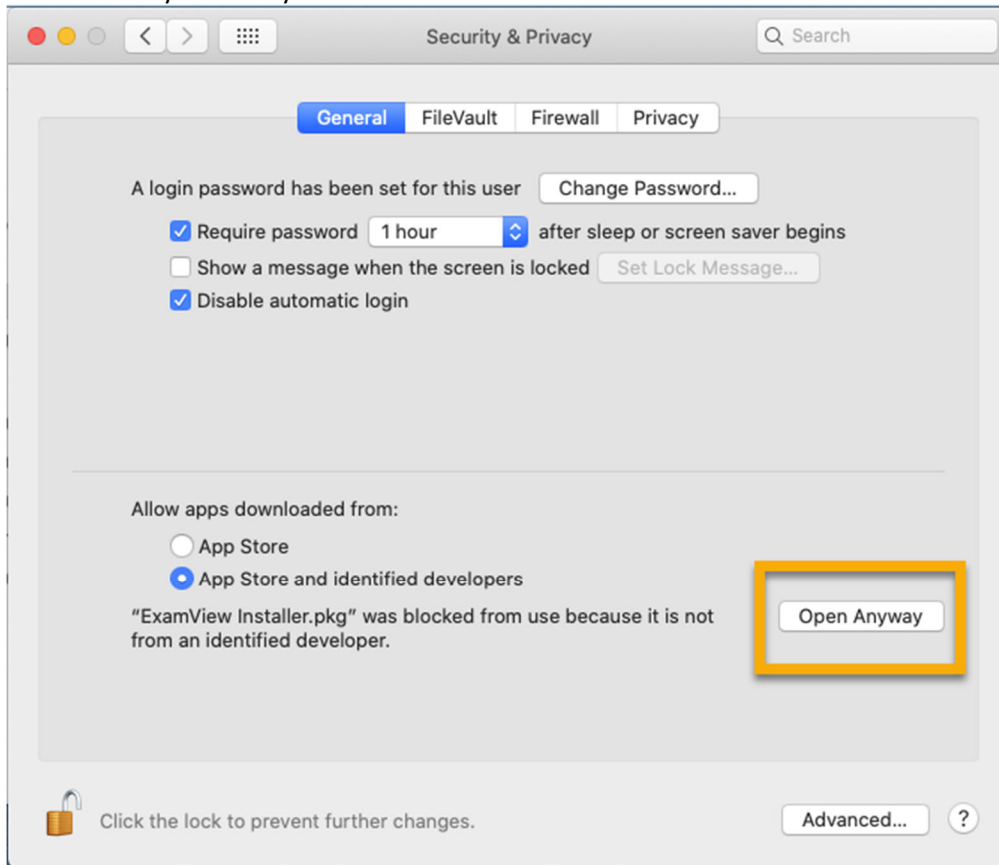 Security & Privacy
Search
General FileVault Firewall Privacy
A login password has been set for this user Change Password...
Require password 1 hour after sleep or screen saver begins
Show a message when the screen is locked Set Lock Message...
Disable automatic login
Allow apps downloaded from:
App Store
App Store and identified developers
“ExamView Installer.pkg” was blocked from use because it is not Open Anyway
from an identified developer.
Click the lock to prevent further changes. Advanced... ?